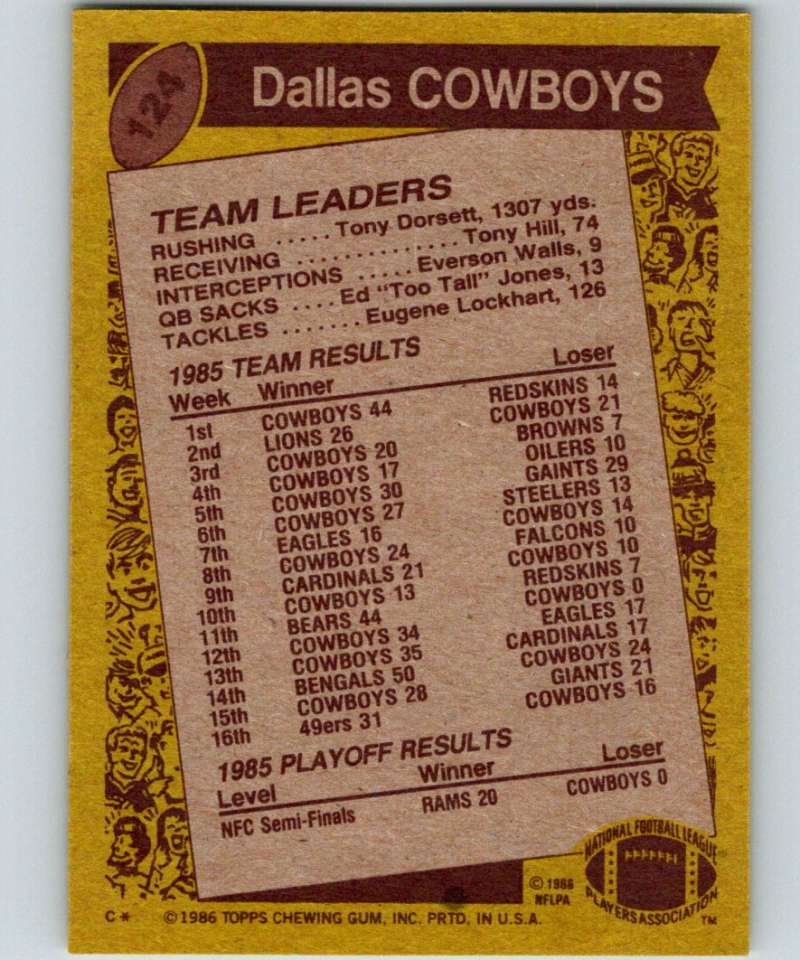 124
Dallas COWBOYS
TEAM LEADERS
RUSHING ..... Tony Dorsett, 1307 yds.
RECEIVING .............. Tony Hill, 74
INTERCEPTIONS ..... Everson Walls, 9
QB SACKS .... Ed "Too Tall" Jones, 13
TACKLES ....... Eugene Lockhart, 126
1985 TEAM RESULTS
Week Winner Loser
1st COWBOYS 44 REDSKINS 14
2nd LIONS 26 COWBOYS 21
3rd COWBOYS 20 BROWNS 7
4th COWBOYS 17 OILERS 10
5th COWBOYS 30 GAINTS 29
6th COWBOYS 27 STEELERS 13
7th EAGLES 16 COWBOYS 14
8th COWBOYS 24 FALCONS 10
9th CARDINALS 21 COWBOYS 10
10th COWBOYS 13 REDSKINS 7
11th BEARS 44 COWBOYS 0
12th COWBOYS 34 EAGLES 17
13th COWBOYS 35 CARDINALS 17
14th BENGALS 50 COWBOYS 24
15th COWBOYS 28 GIANTS 21
16th 49ers 31 COWBOYS 16
1985 PLAYOFF RESULTS
Level Winner Loser
NFC Semi-Finals RAMS 20 COWBOYS 0
NATIONAL FOOTBALL LEAGUE
PLAYERS ASSOCIATION
TM
© 1986
NFLPA
C* © 1986 TOPPS CHEWING GUM, INC. PRTD. IN U.S.A.